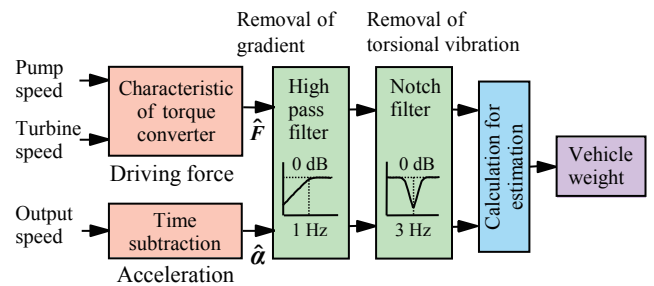 Removal of
gradient
Removal of
torsional vibration
Pump
speed
Turbine
speed
Characteristic
of torque
converter
F̂
Driving force
High
pass
filter
0 dB
1 Hz
Notch
filter
0 dB
3 Hz
Calculation for
estimation
Vehicle
weight
Output
speed
Time
subtraction
α̂
Acceleration